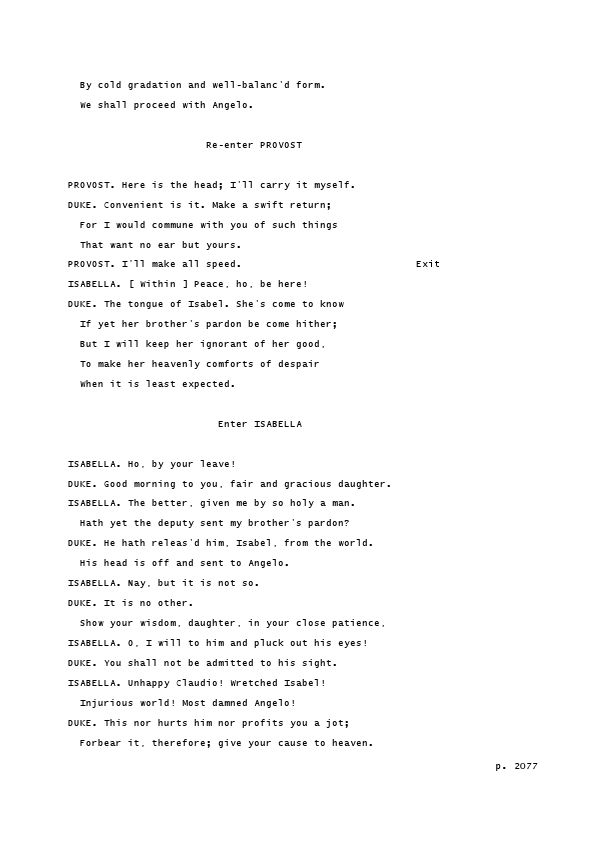 By cold gradation and well-balanc'd form.
We shall proceed with Angelo.
Re-enter PROVOST
PROVOST. Here is the head; I'll carry it myself.
DUKE. Convenient is it. Make a swift return;
For I would commune with you of such things
That want no ear but yours.
PROVOST. I'll make all speed. Exit
ISABELLA. [ Within ] Peace, ho, be here!
DUKE. The tongue of Isabel. She's come to know
If yet her brother's pardon be come hither;
But I will keep her ignorant of her good,
To make her heavenly comforts of despair
When it is least expected.
Enter ISABELLA
ISABELLA. Ho, by your leave!
DUKE. Good morning to you, fair and gracious daughter.
ISABELLA. The better, given me by so holy a man.
Hath yet the deputy sent my brother's pardon?
DUKE. He hath releas'd him, Isabel, from the world.
His head is off and sent to Angelo.
ISABELLA. Nay, but it is not so.
DUKE. It is no other.
Show your wisdom, daughter, in your close patience,
ISABELLA. O, I will to him and pluck out his eyes!
DUKE. You shall not be admitted to his sight.
ISABELLA. Unhappy Claudio! Wretched Isabel!
Injurious world! Most damned Angelo!
DUKE. This nor hurts him nor profits you a jot;
Forbear it, therefore; give your cause to heaven.
p. 2077